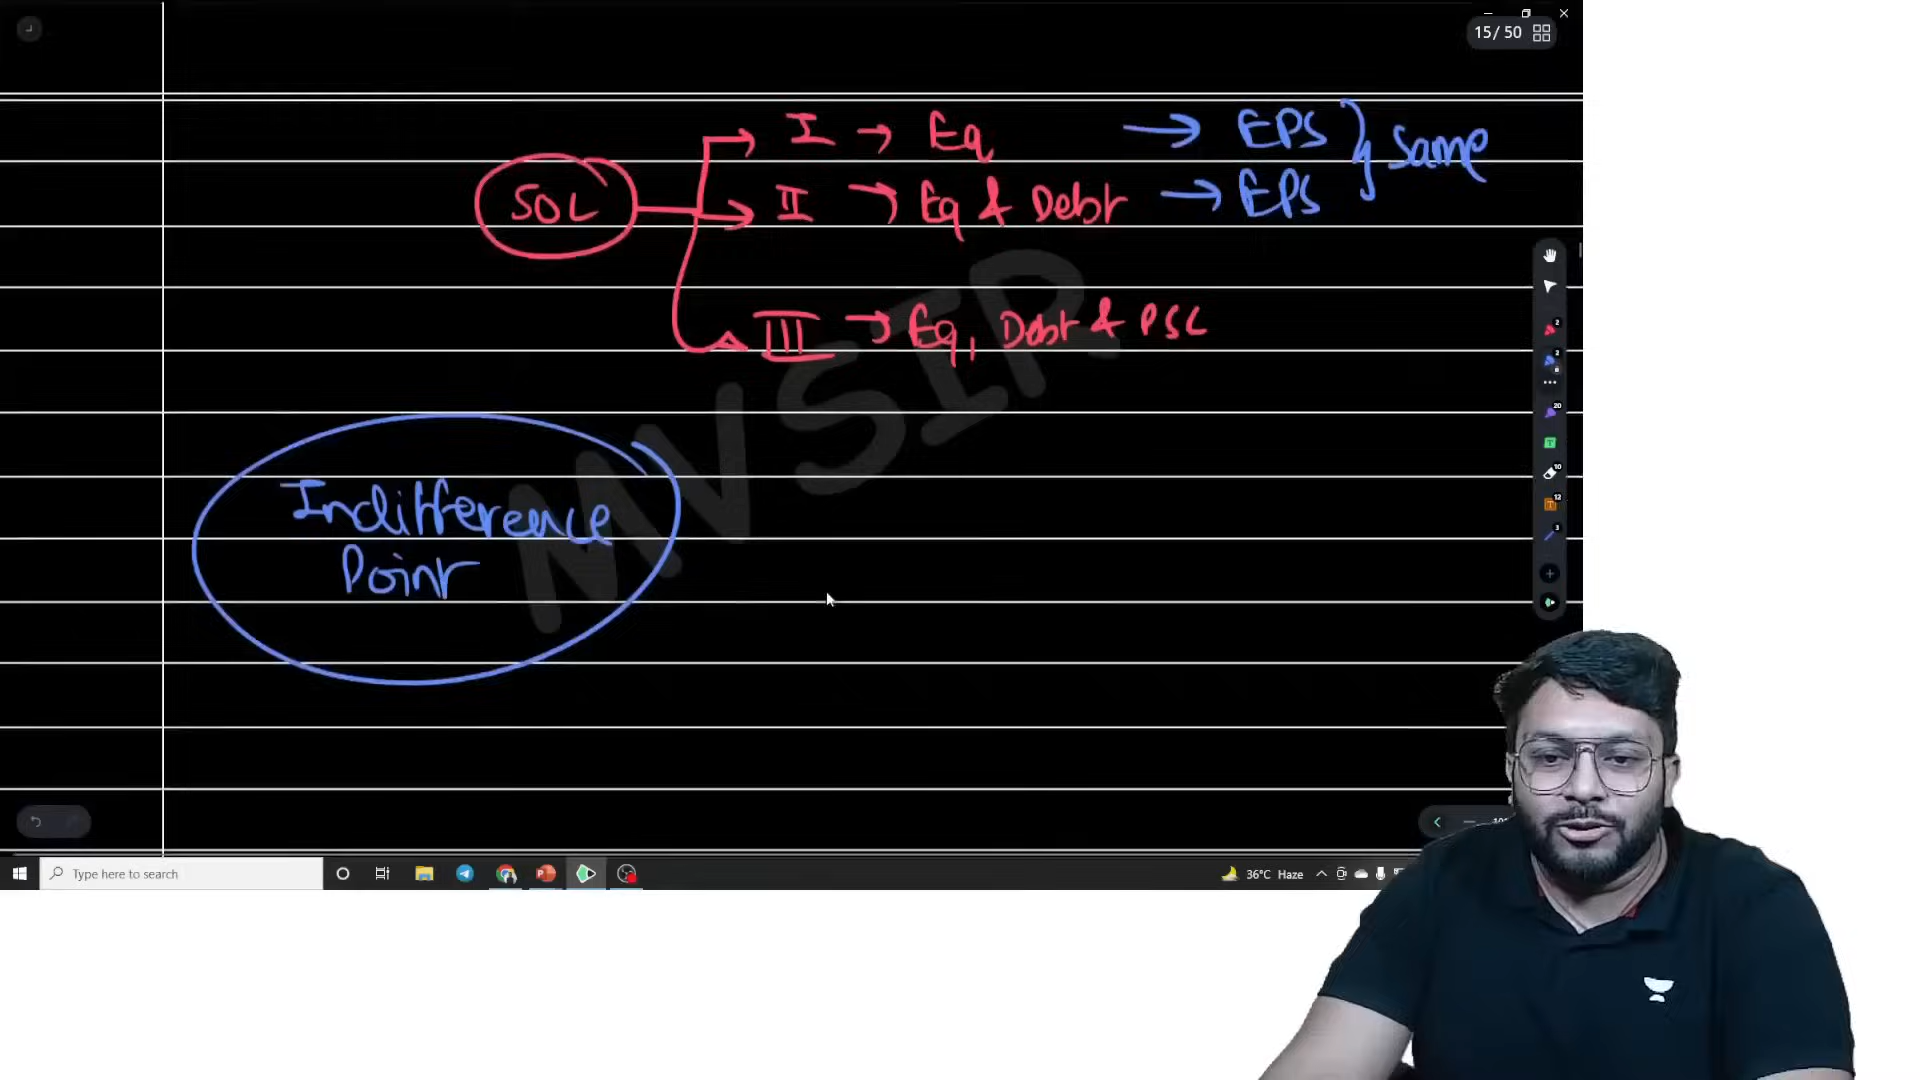 15/ 50
I → Eq → EPS } Same
SOL
II → Eq & Debt → EPS
III → Eq, Debt & PSC
MVSIR
Indifference
Point
Type here to search
36°C Haze